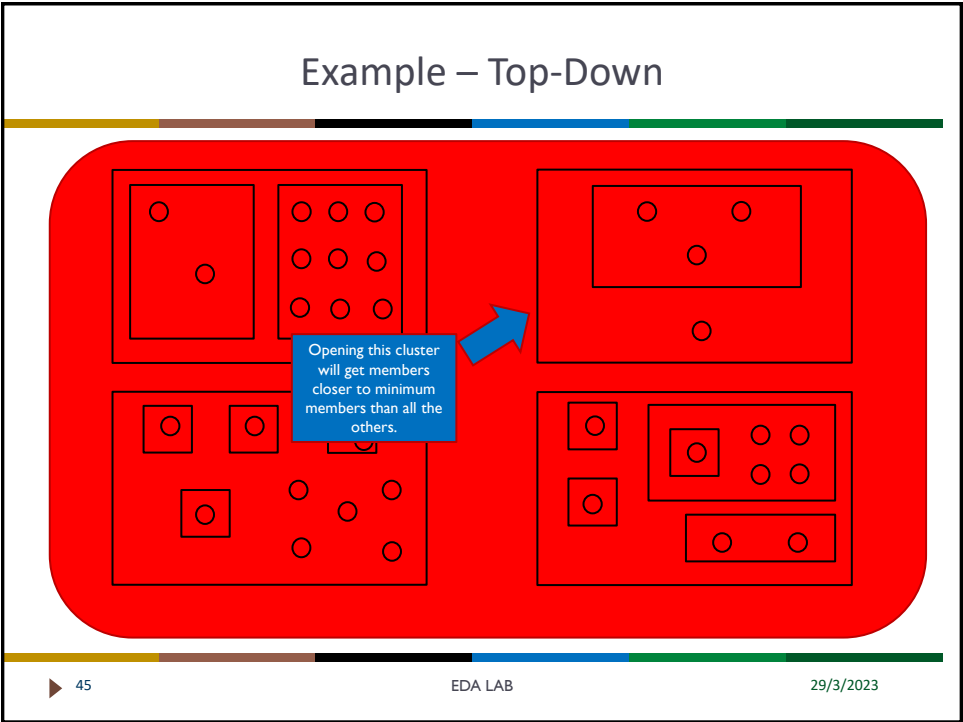 Example – Top-Down
Opening this cluster
will get members
closer to minimum
members than all the
others.
45
EDA LAB
29/3/2023